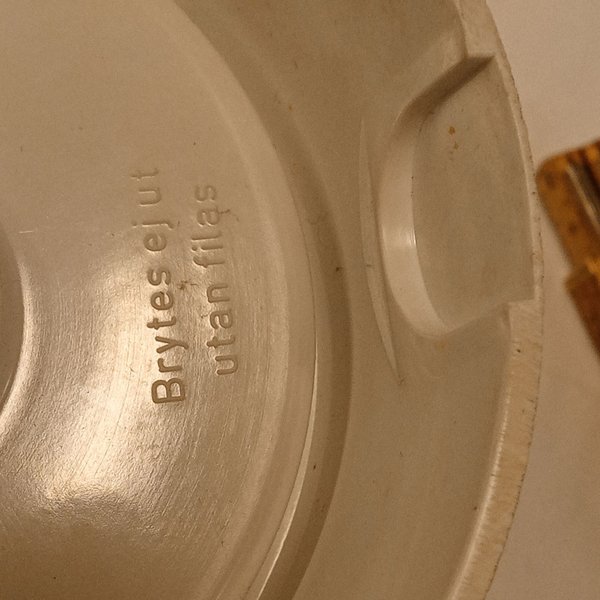 Brytes ej ut
utan filas